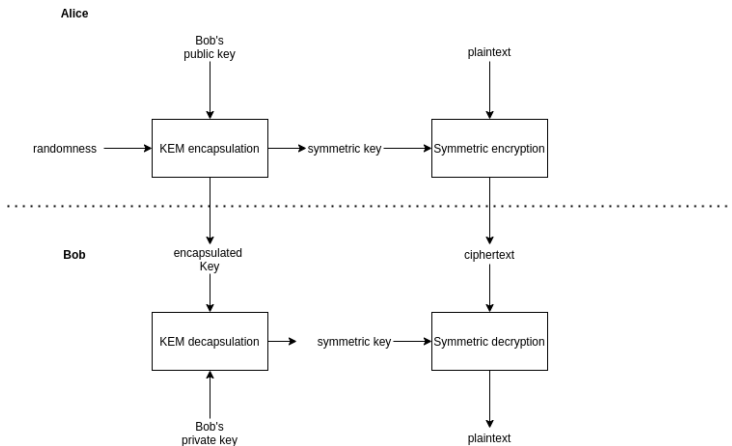 Alice
Bob's
public key
plaintext
randomness
KEM encapsulation
symmetric key
Symmetric encryption
Bob
encapsulated
Key
ciphertext
KEM decapsulation
symmetric key
Symmetric decryption
Bob's
private key
plaintext